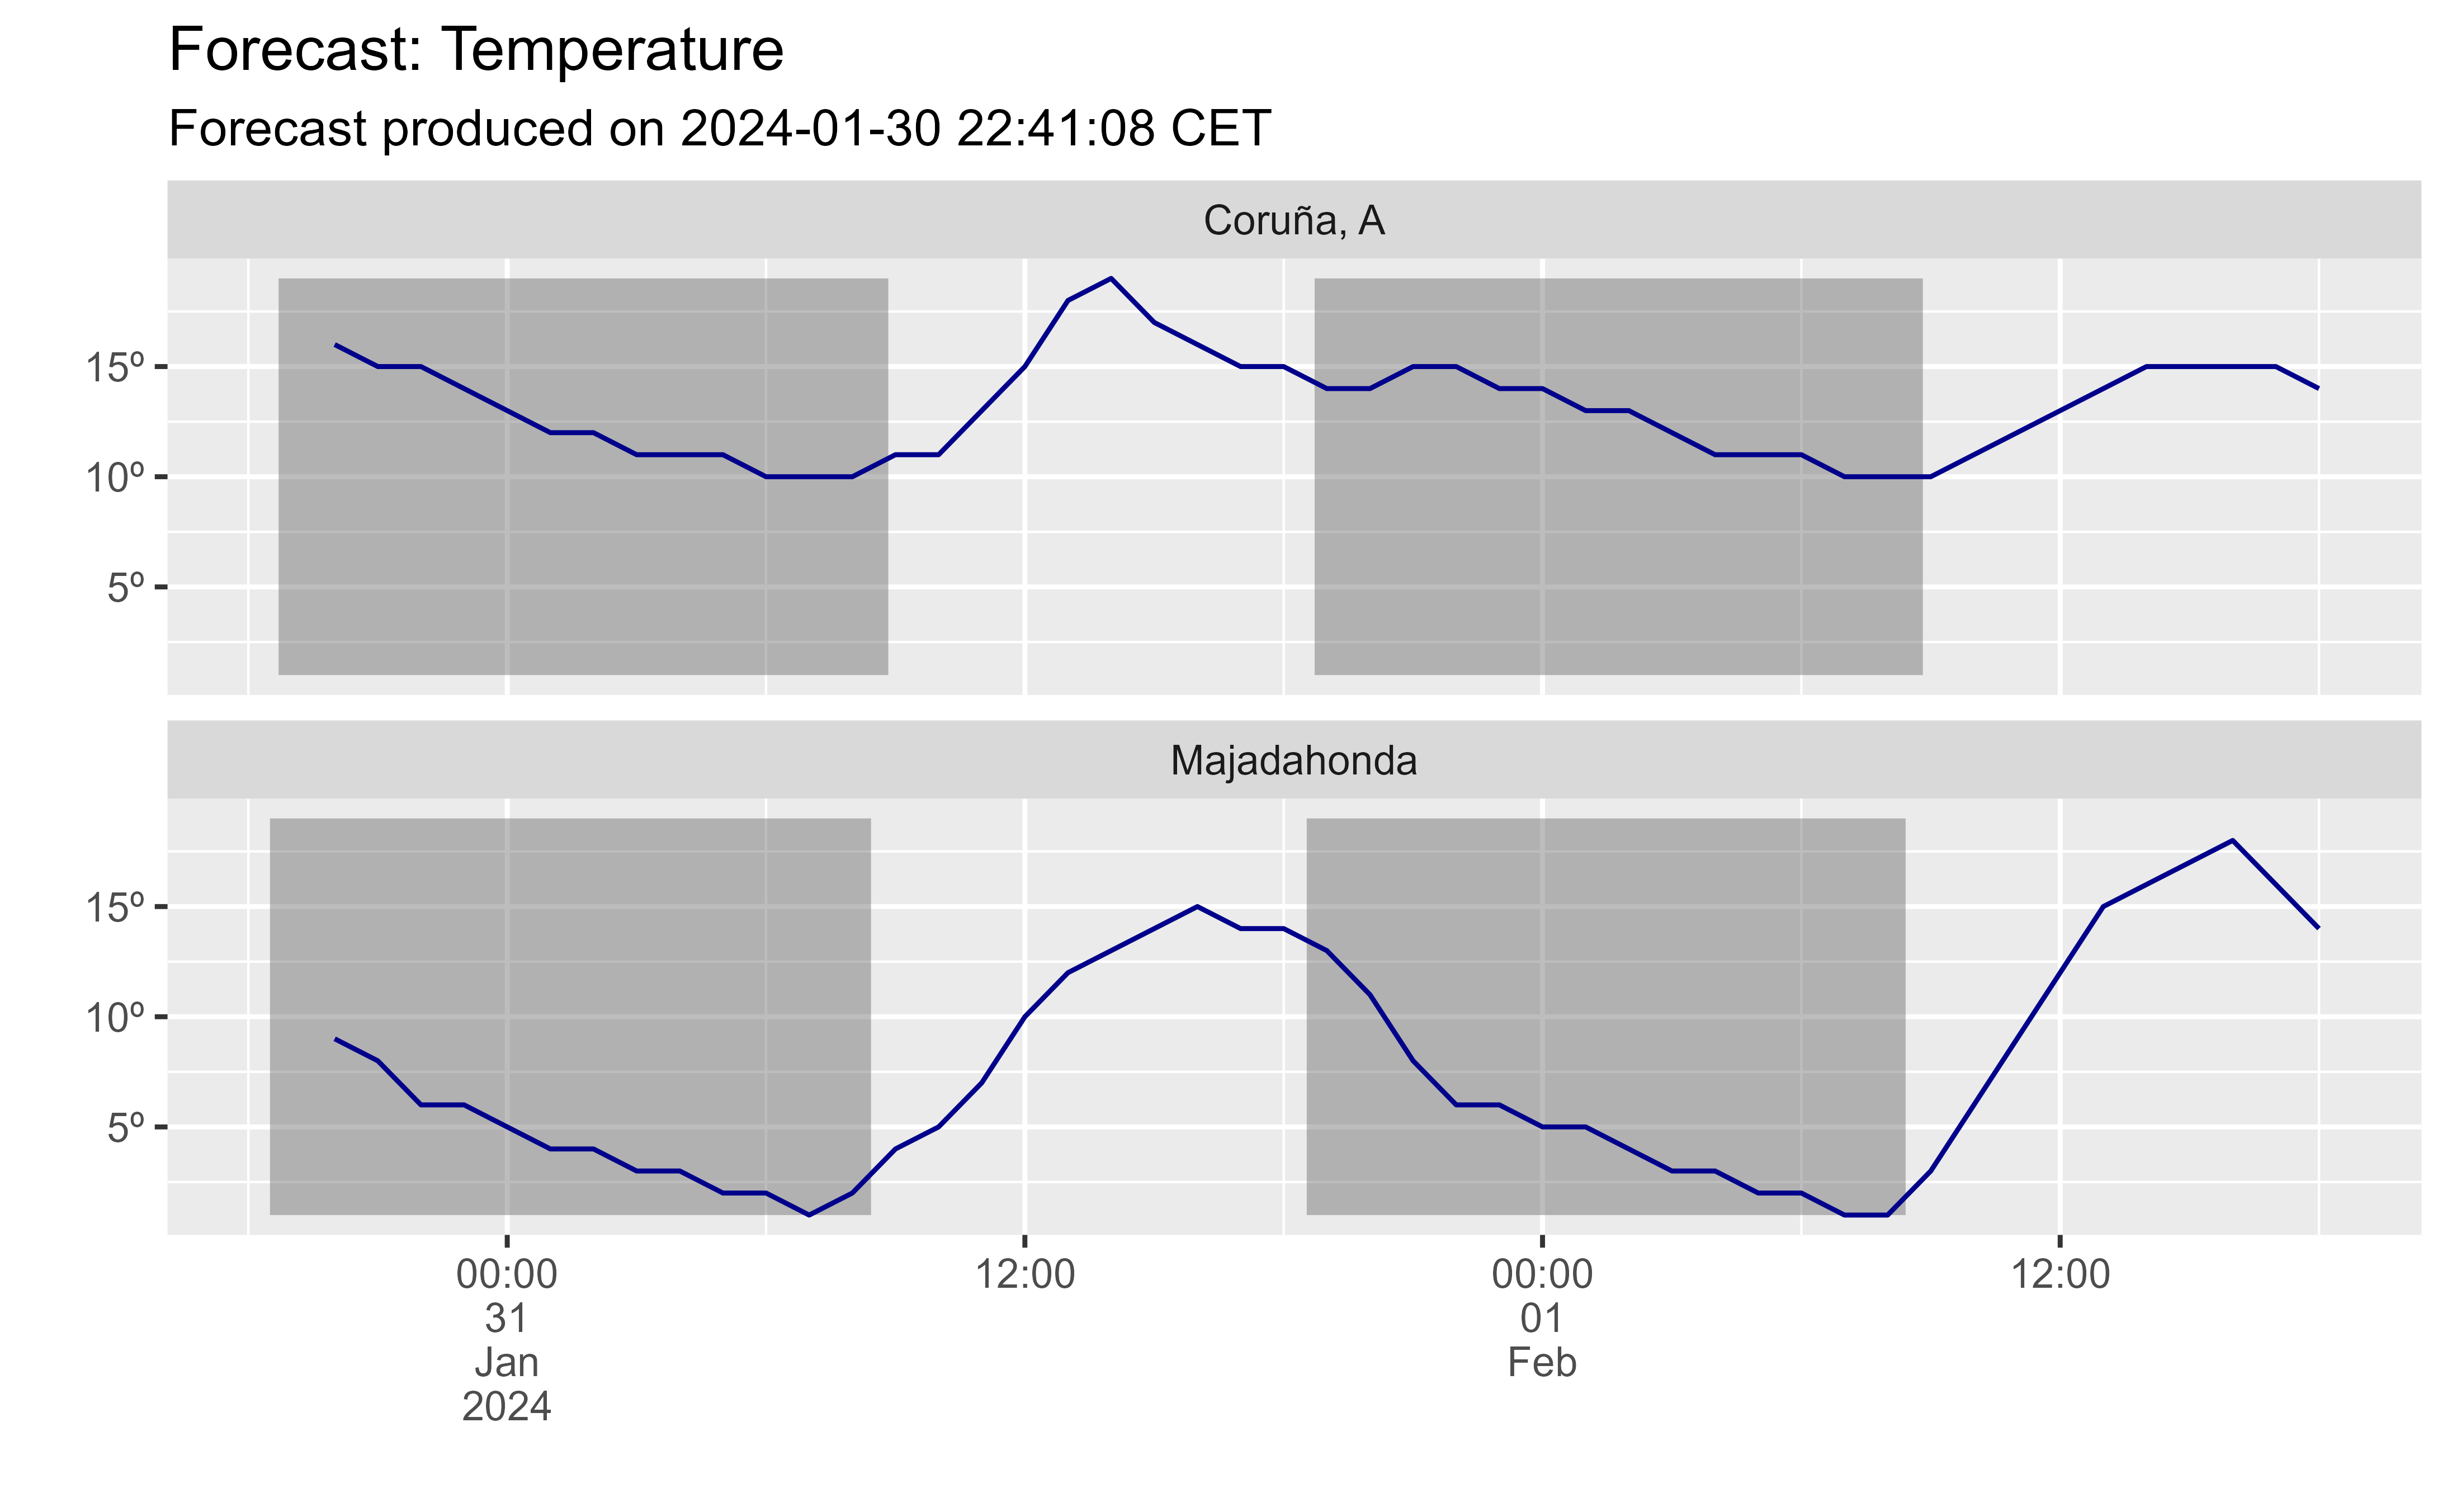 Forecast: Temperature
Forecast produced on 2024-01-30 22:41:08 CET
Coruña, A
15º
10º
5º
Majadahonda
15º
10º
5º
00:00 12:00 00:00 12:00
31 01
Jan Feb
2024